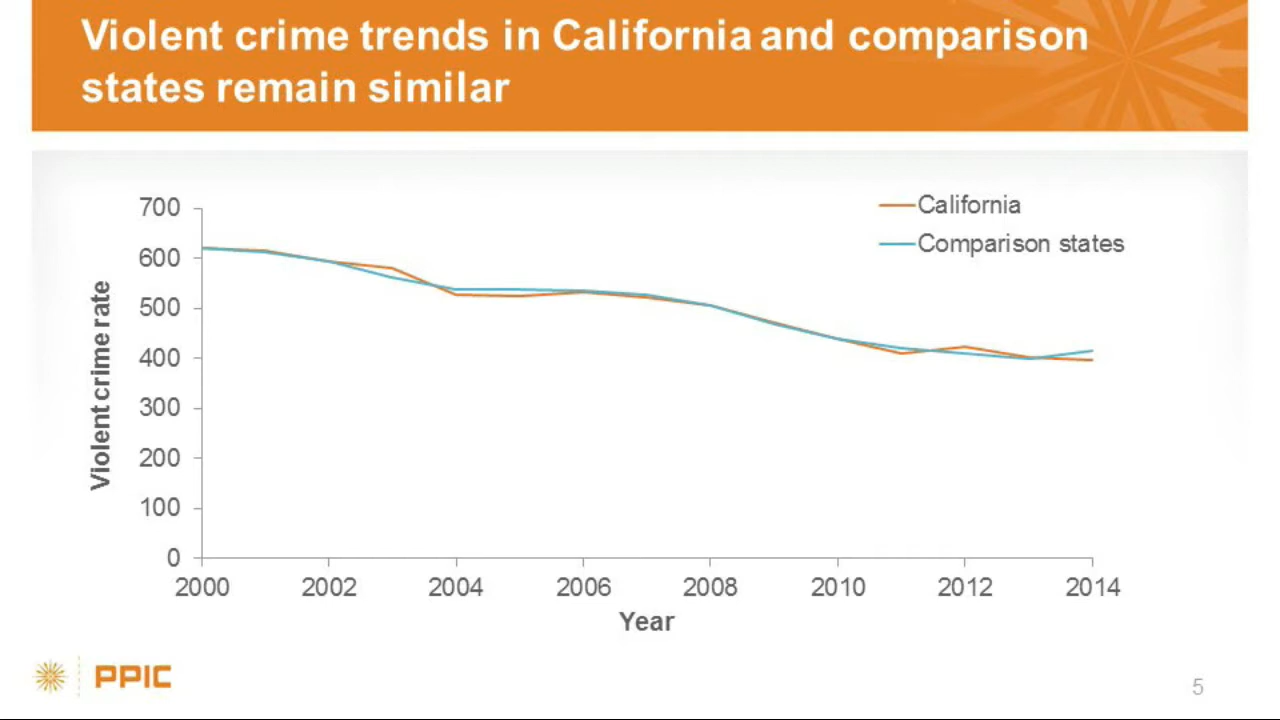 Violent crime trends in California and comparison
states remain similar
California
Comparison states
Violent crime rate
700
600
500
400
300
200
100
0
2000 2002 2004 2006 2008 2010 2012 2014
Year
PPIC
5